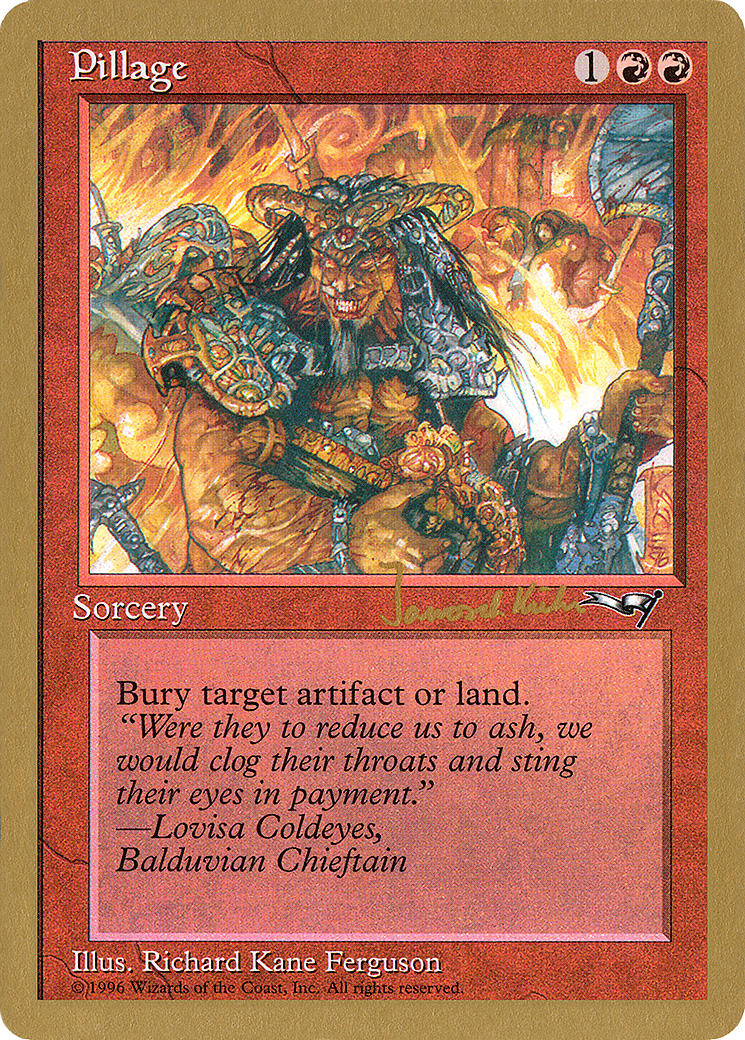 Pillage
1
Sorcery
Janosch Kühn
Bury target artifact or land.
“Were they to reduce us to ash, we
would clog their throats and sting
their eyes in payment.”
—Lovisa Coldeyes,
Balduvian Chieftain
Illus. Richard Kane Ferguson
© 1996 Wizards of the Coast, Inc. All rights reserved.